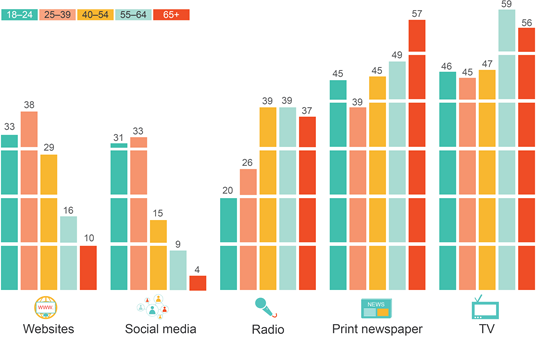 18–24 25–39 40–54 55–64 65+
33 38 29 16 10
31 33 15 9 4
20 26 39 39 37
45 39 45 49 57
46 45 47 59 56
WWW
NEWS
Websites Social media Radio Print newspaper TV